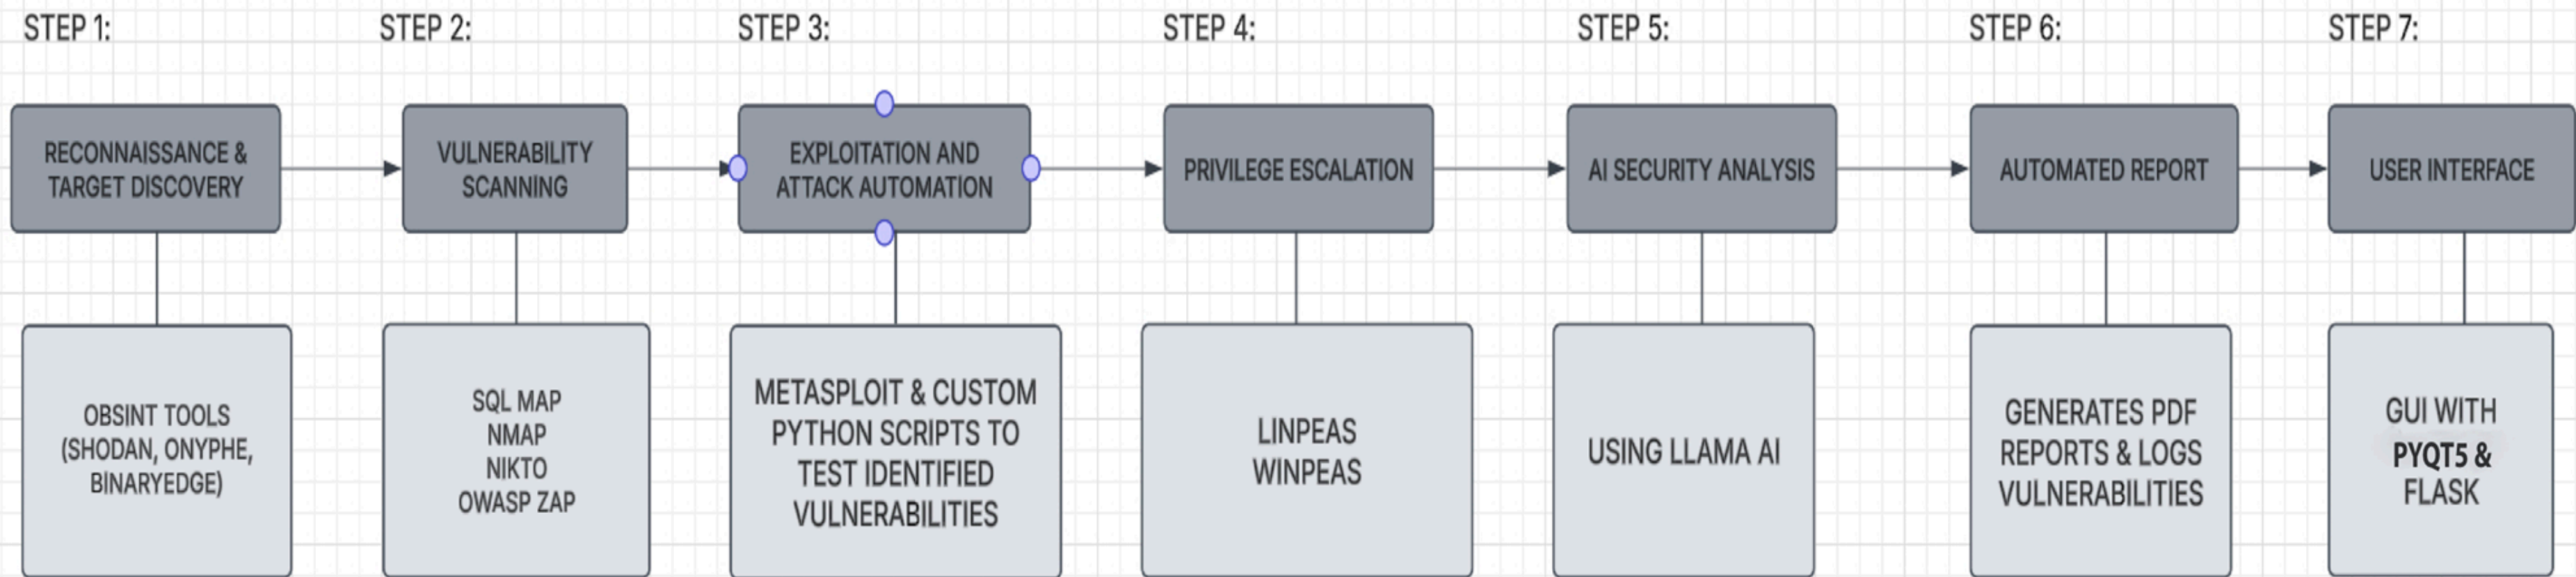 STEP 1:
STEP 2:
STEP 3:
STEP 4:
STEP 5:
STEP 6:
STEP 7:
RECONNAISSANCE &
TARGET DISCOVERY
VULNERABILITY
SCANNING
EXPLOITATION AND
ATTACK AUTOMATION
PRIVILEGE ESCALATION
AI SECURITY ANALYSIS
AUTOMATED REPORT
USER INTERFACE
OBSINT TOOLS
(SHODAN, ONYPHE,
BINARYEDGE)
SQL MAP
NMAP
NIKTO
OWASP ZAP
METASPLOIT & CUSTOM
PYTHON SCRIPTS TO
TEST IDENTIFIED
VULNERABILITIES
LINPEAS
WINPEAS
USING LLAMA AI
GENERATES PDF
REPORTS & LOGS
VULNERABILITIES
GUI WITH
PYQT5 &
FLASK